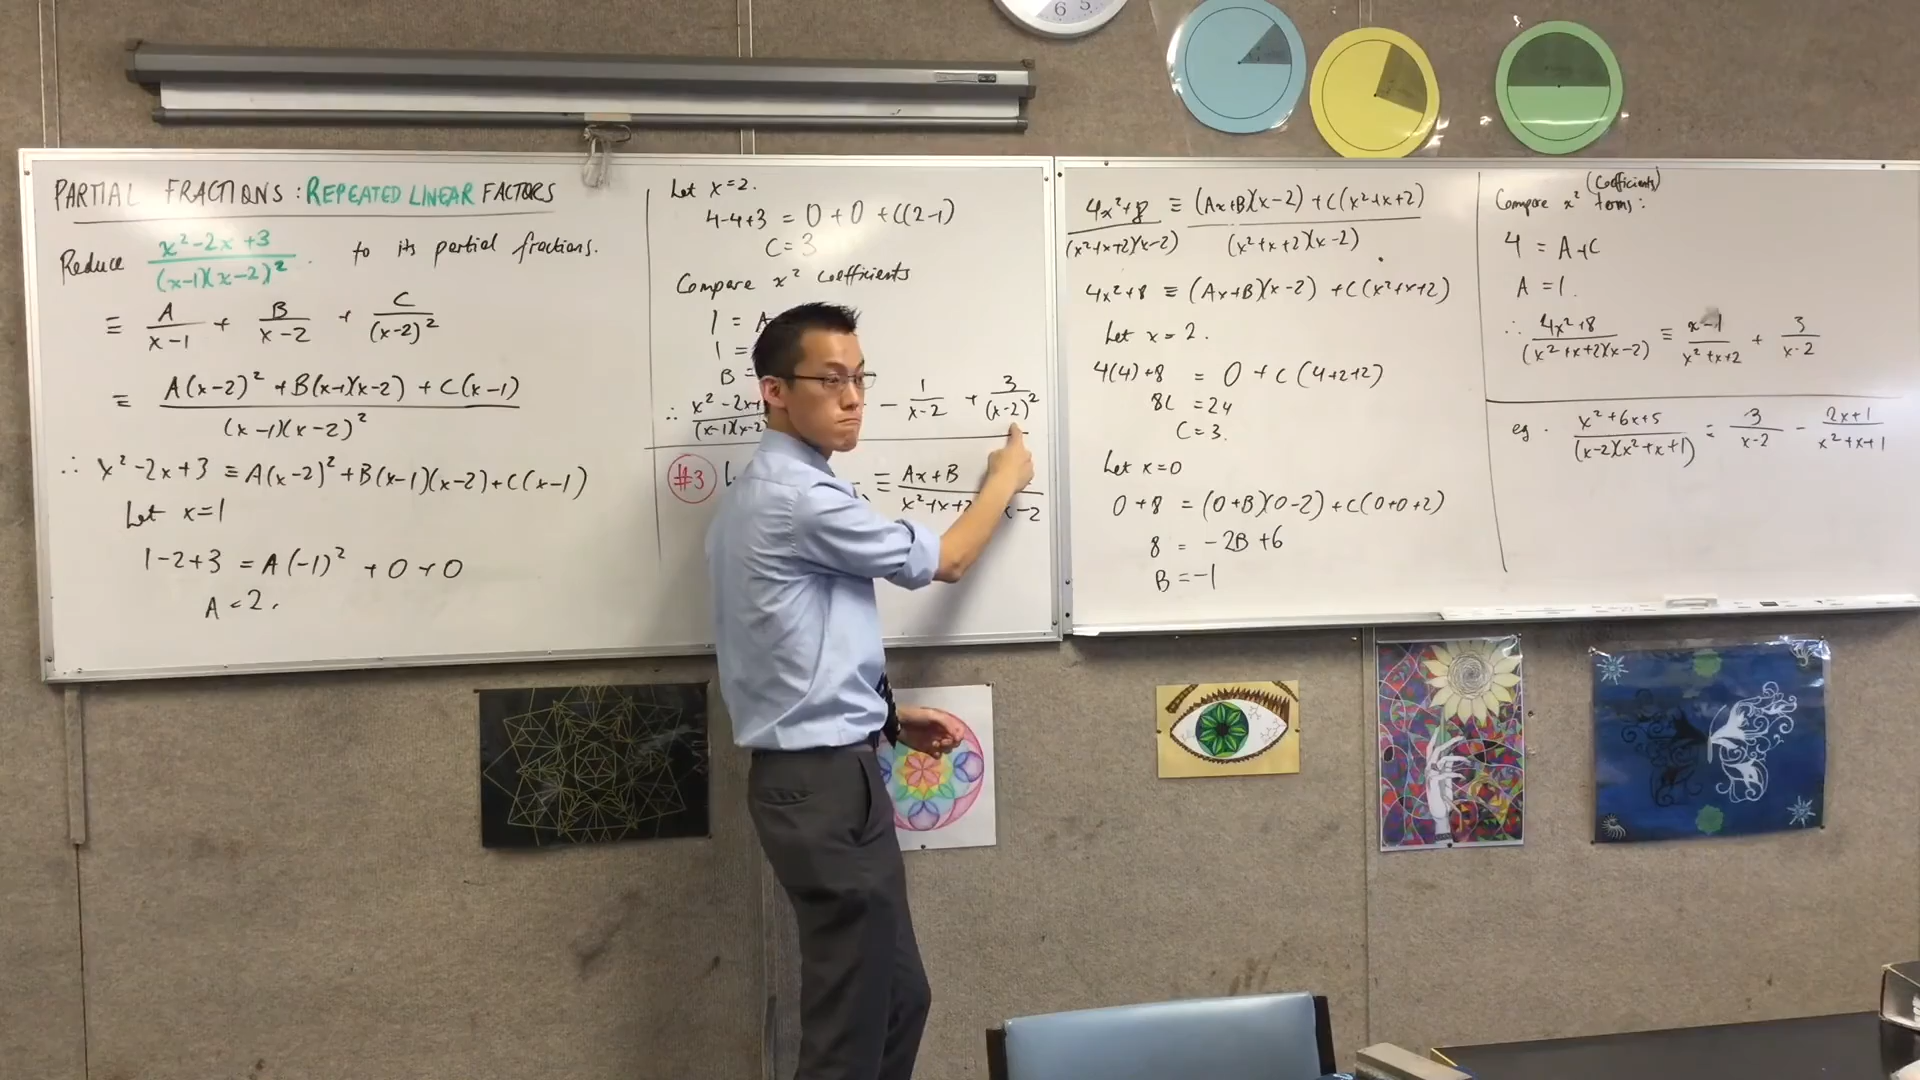 6 5
PARTIAL FRACTIONS : REPEATED LINEAR FACTORS
Reduce (x²-2x+3)/((x-1)(x-2)²) to its partial fractions.
≡ A/(x-1) + B/(x-2) + C/(x-2)²
≡ (A(x-2)² + B(x-1)(x-2) + C(x-1))/((x-1)(x-2)²)
∴ x²-2x+3 ≡ A(x-2)² + B(x-1)(x-2) + C(x-1)
Let x=1
1-2+3 = A(-1)² + 0 + 0
A = 2.
Let x=2.
4-4+3 = 0 + 0 + C(2-1)
C = 3
Compare x² coefficients
1 = A
1 =
B =
∴ x²-2x+ (x-1)(x-2) - 1/(x-2) + 3/(x-2)²
#3 ≡ (Ax+B)/(x²+x+2 x-2
(4x²+8)/((x²+x+2)(x-2)) ≡ ((Ax+B)(x-2) + C(x²+x+2))/((x²+x+2)(x-2))
4x²+8 ≡ (Ax+B)(x-2) + C(x²+x+2)
Let x = 2.
4(4)+8 = 0 + C(4+2+2)
8C = 24
C = 3.
Let x=0
0+8 = (0+B)(0-2) + C(0+0+2)
8 = -2B + 6
B = -1
(Coefficients)
Compare x² terms:
4 = A+C
A = 1.
∴ (4x²+8)/((x²+x+2)(x-2)) ≡ (x-1)/(x²+x+2) + 3/(x-2)
eg. (x²+6x+5)/((x-2)(x²+x+1)) = 3/(x-2) - (2x+1)/(x²+x+1)